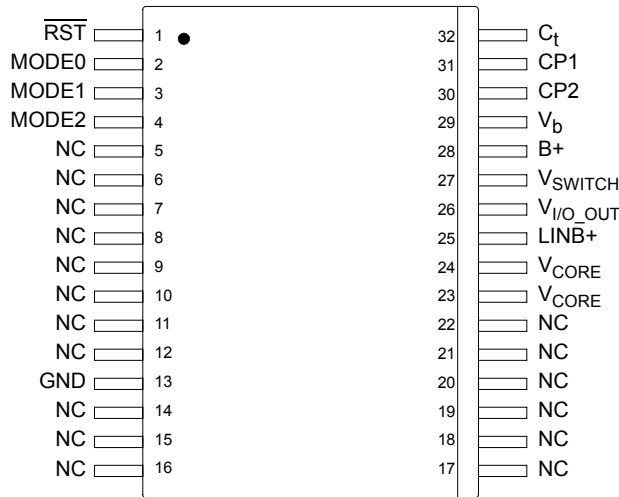 R̅S̅T̅ 1 32 Ct
MODE0 2 31 CP1
MODE1 3 30 CP2
MODE2 4 29 Vb
NC 5 28 B+
NC 6 27 VSWITCH
NC 7 26 VI/O_OUT
NC 8 25 LINB+
NC 9 24 VCORE
NC 10 23 VCORE
NC 11 22 NC
NC 12 21 NC
GND 13 20 NC
NC 14 19 NC
NC 15 18 NC
NC 16 17 NC